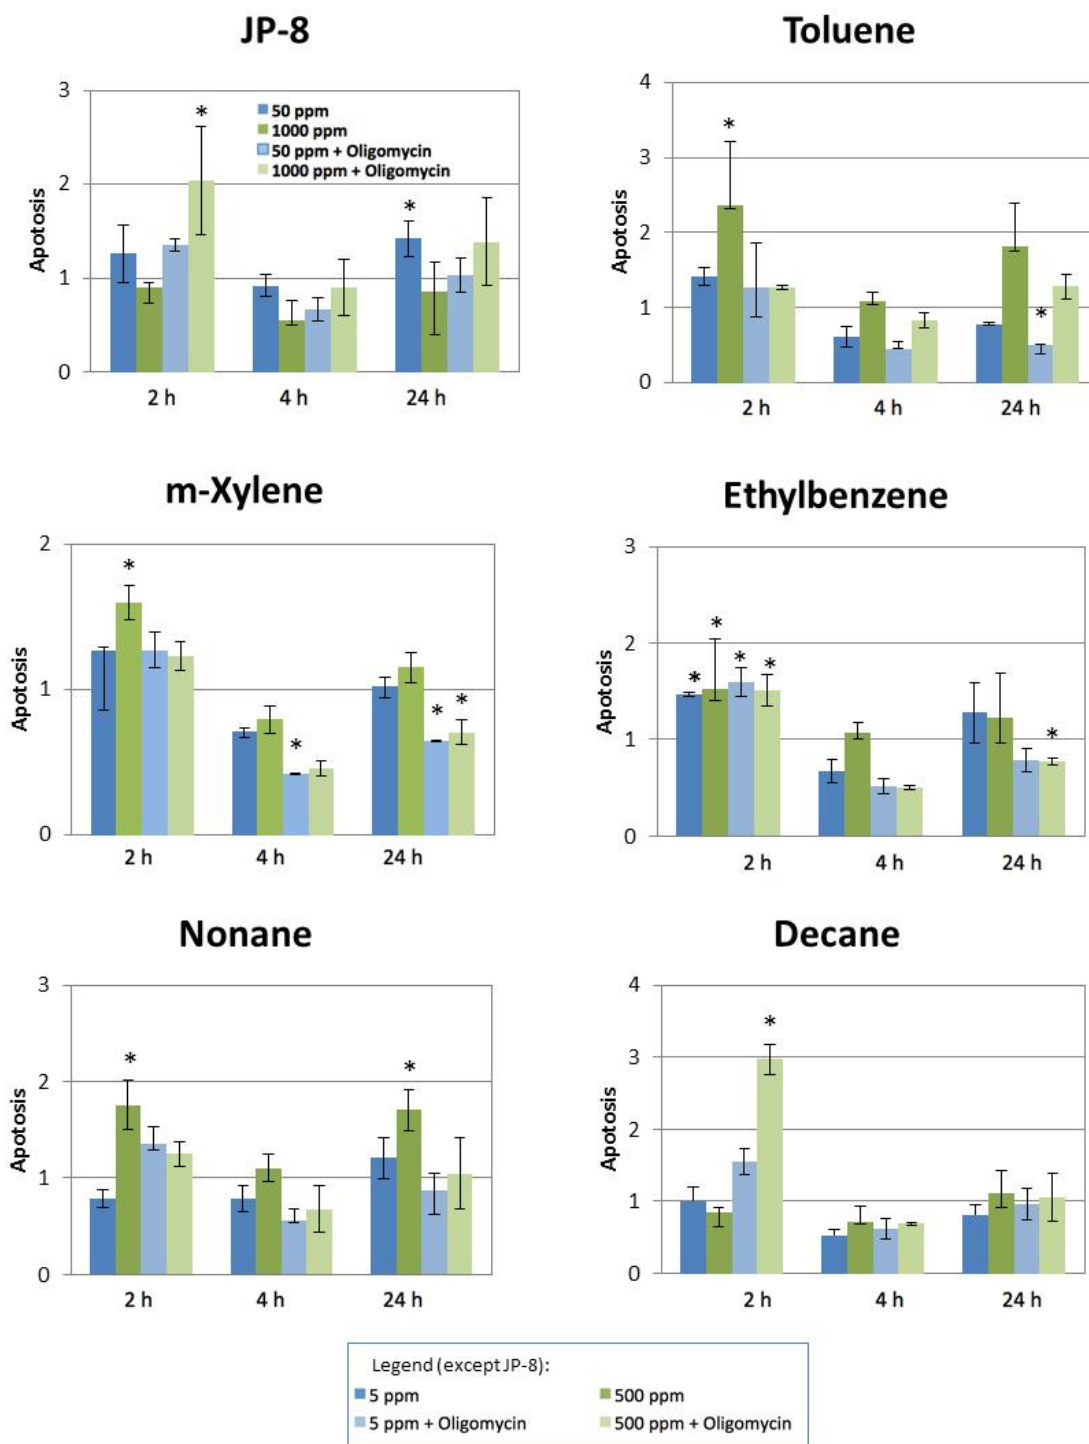 JP-8
Apotosis
3
2
1
0
*
*
50 ppm
1000 ppm
50 ppm + Oligomycin
1000 ppm + Oligomycin
2 h
4 h
24 h
Toluene
Apotosis
4
3
2
1
0
*
*
2 h
4 h
24 h
m-Xylene
Apotosis
2
1
0
*
*
*
*
2 h
4 h
24 h
Ethylbenzene
Apotosis
3
2
1
0
*
*
*
*
*
2 h
4 h
24 h
Nonane
Apotosis
3
2
1
0
*
*
2 h
4 h
24 h
Decane
Apotosis
4
3
2
1
0
*
2 h
4 h
24 h
Legend (except JP-8):
5 ppm
500 ppm
5 ppm + Oligomycin
500 ppm + Oligomycin